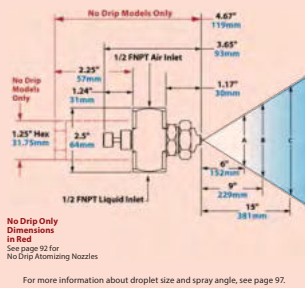 No Drip Models Only
4.67"
119mm
3.65"
93mm
1/2 FNPT Air Inlet
No Drip
Models
Only
2.25"
57mm
1.24"
31mm
1.17"
30mm
1.25" Hex
31.75mm
2.5"
64mm
A
B
C
6"
152mm
9"
229mm
15"
381mm
1/2 FNPT Liquid Inlet
No Drip Only
Dimensions
in Red
See page 92 for
No Drip Atomizing Nozzles
For more information about droplet size and spray angle, see page 97.